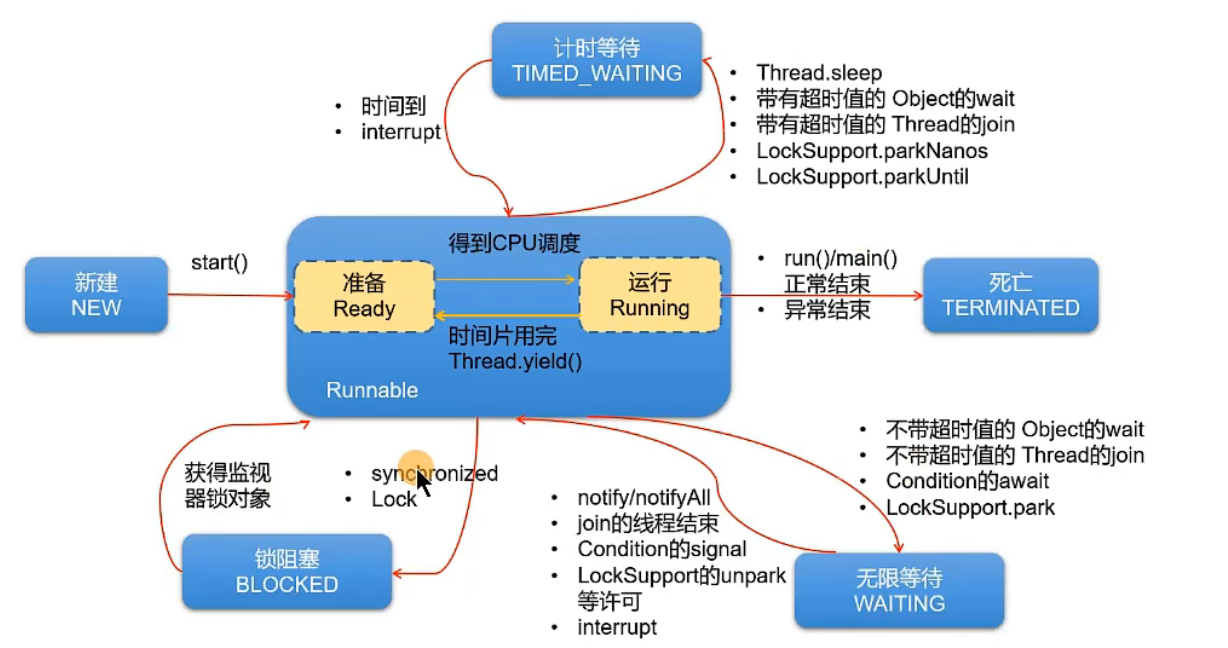 计时等待
TIMED_WAITING
• 时间到
• interrupt
• Thread.sleep
• 带有超时值的 Object的wait
• 带有超时值的 Thread的join
• LockSupport.parkNanos
• LockSupport.parkUntil
新建
NEW
start()
得到CPU调度
准备
Ready
运行
Running
时间片用完
Thread.yield()
Runnable
• run()/main()
正常结束
• 异常结束
死亡
TERMINATED
获得监视
器锁对象
• synchronized
• Lock
锁阻塞
BLOCKED
• notify/notifyAll
• join的线程结束
• Condition的signal
• LockSupport的unpark
等许可
• interrupt
• 不带超时值的 Object的wait
• 不带超时值的 Thread的join
• Condition的await
• LockSupport.park
无限等待
WAITING